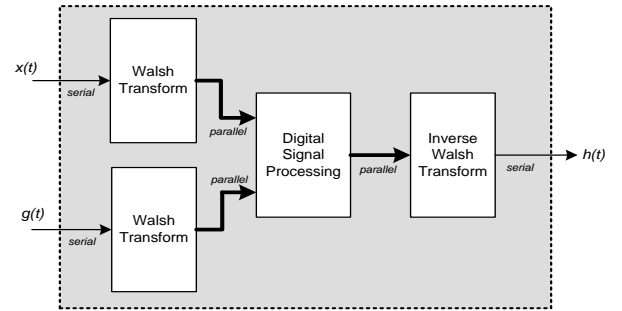 x(t)
serial
Walsh
Transform
parallel
g(t)
serial
Walsh
Transform
parallel
Digital
Signal
Processing
parallel
Inverse
Walsh
Transform
serial
h(t)